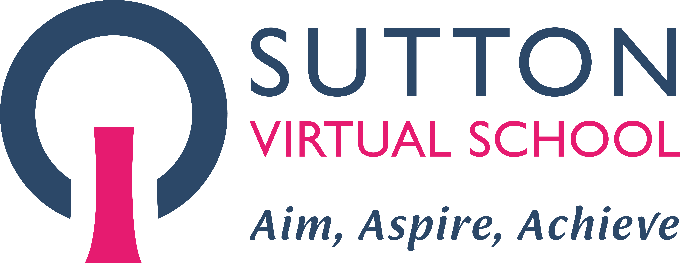 SUTTON
VIRTUAL SCHOOL
Aim, Aspire, Achieve